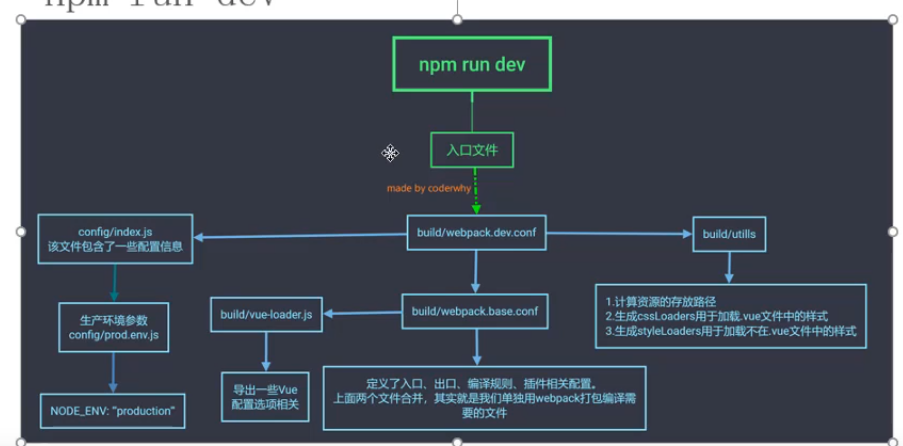 npm run dev
npm run dev
入口文件
made by coderwhy
config/index.js
该文件包含了一些配置信息
build/webpack.dev.conf
build/utills
生产环境参数
config/prod.env.js
build/vue-loader.js
build/webpack.base.conf
1.计算资源的存放路径
2.生成cssLoaders用于加载.vue文件中的样式
3.生成styleLoaders用于加载不在.vue文件中的样式
NODE_ENV: "production"
导出一些Vue
配置选项相关
定义了入口、出口、编译规则、插件相关配置。
上面两个文件合并，其实就是我们单独用webpack打包编译需
要的文件